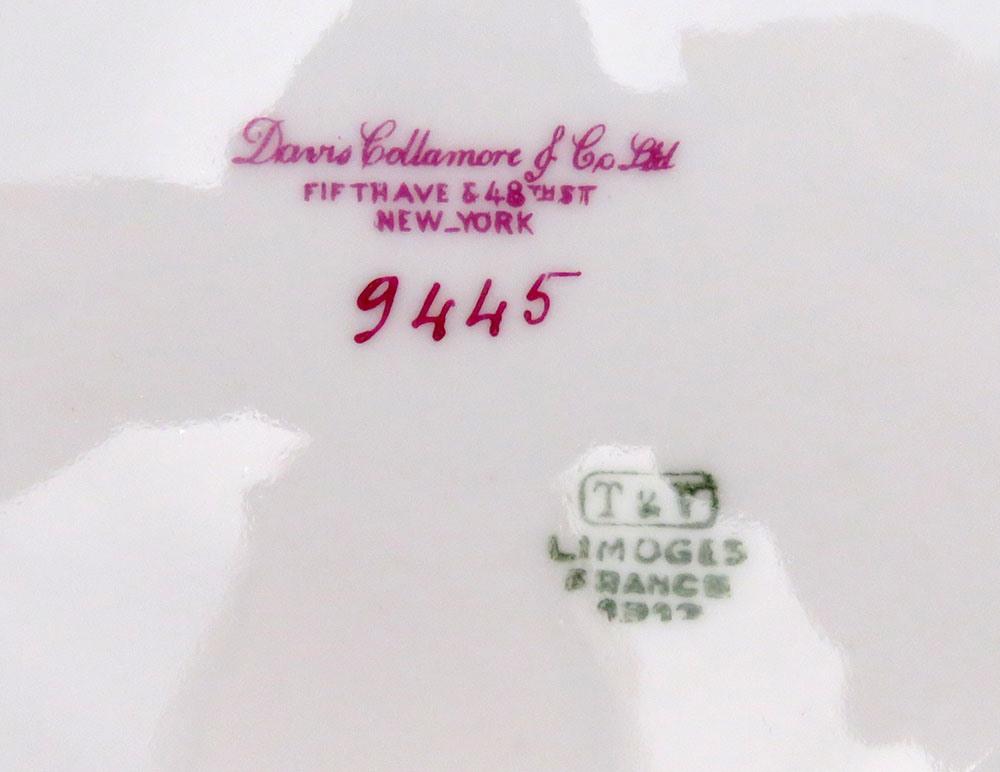 Davis Collamore & Co Ltd
FIFTH AVE & 48TH ST
NEW_YORK
9445
T & V
LIMOGES
FRANCE